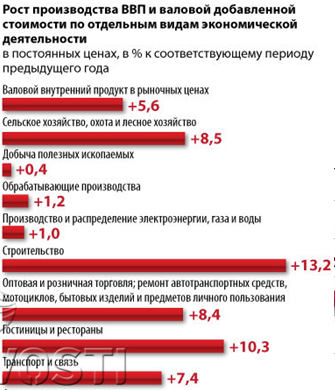 Рост производства ВВП и валовой добавленной
стоимости по отдельным видам экономической
деятельности
в постоянных ценах, в % к соответствующему периоду
предыдущего года
Валовой внутренний продукт в рыночных ценах
+5,6
Сельское хозяйство, охота и лесное хозяйство
+8,5
Добыча полезных ископаемых
+0,4
Обрабатывающие производства
+1,2
Производство и распределение электроэнергии, газа и воды
+1,0
Строительство
+13,2
Оптовая и розничная торговля; ремонт автотранспортных средств,
мотоциклов, бытовых изделий и предметов личного пользования
+8,4
Гостиницы и рестораны
+10,3
Транспорт и связь
+7,4